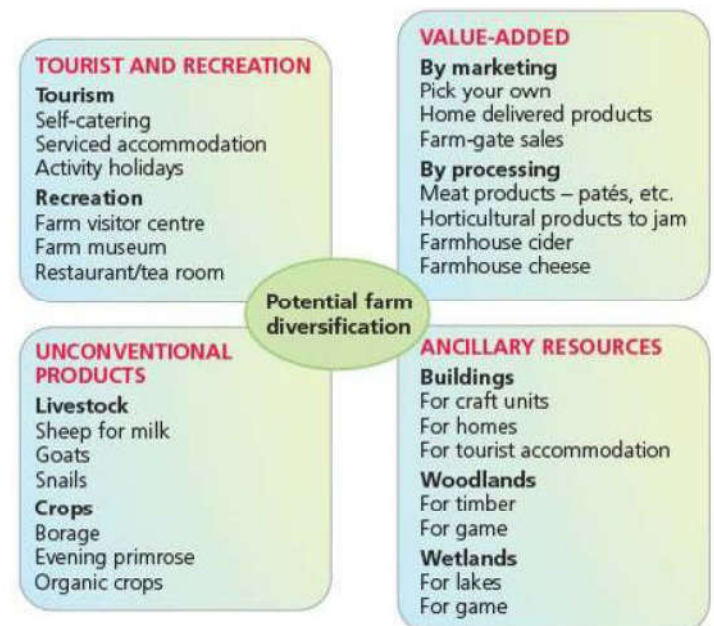 TOURIST AND RECREATION
Tourism
Self-catering
Serviced accommodation
Activity holidays
Recreation
Farm visitor centre
Farm museum
Restaurant/tea room
VALUE-ADDED
By marketing
Pick your own
Home delivered products
Farm-gate sales
By processing
Meat products – patés, etc.
Horticultural products to jam
Farmhouse cider
Farmhouse cheese
Potential farm
diversification
UNCONVENTIONAL
PRODUCTS
Livestock
Sheep for milk
Goats
Snails
Crops
Borage
Evening primrose
Organic crops
ANCILLARY RESOURCES
Buildings
For craft units
For homes
For tourist accommodation
Woodlands
For timber
For game
Wetlands
For lakes
For game